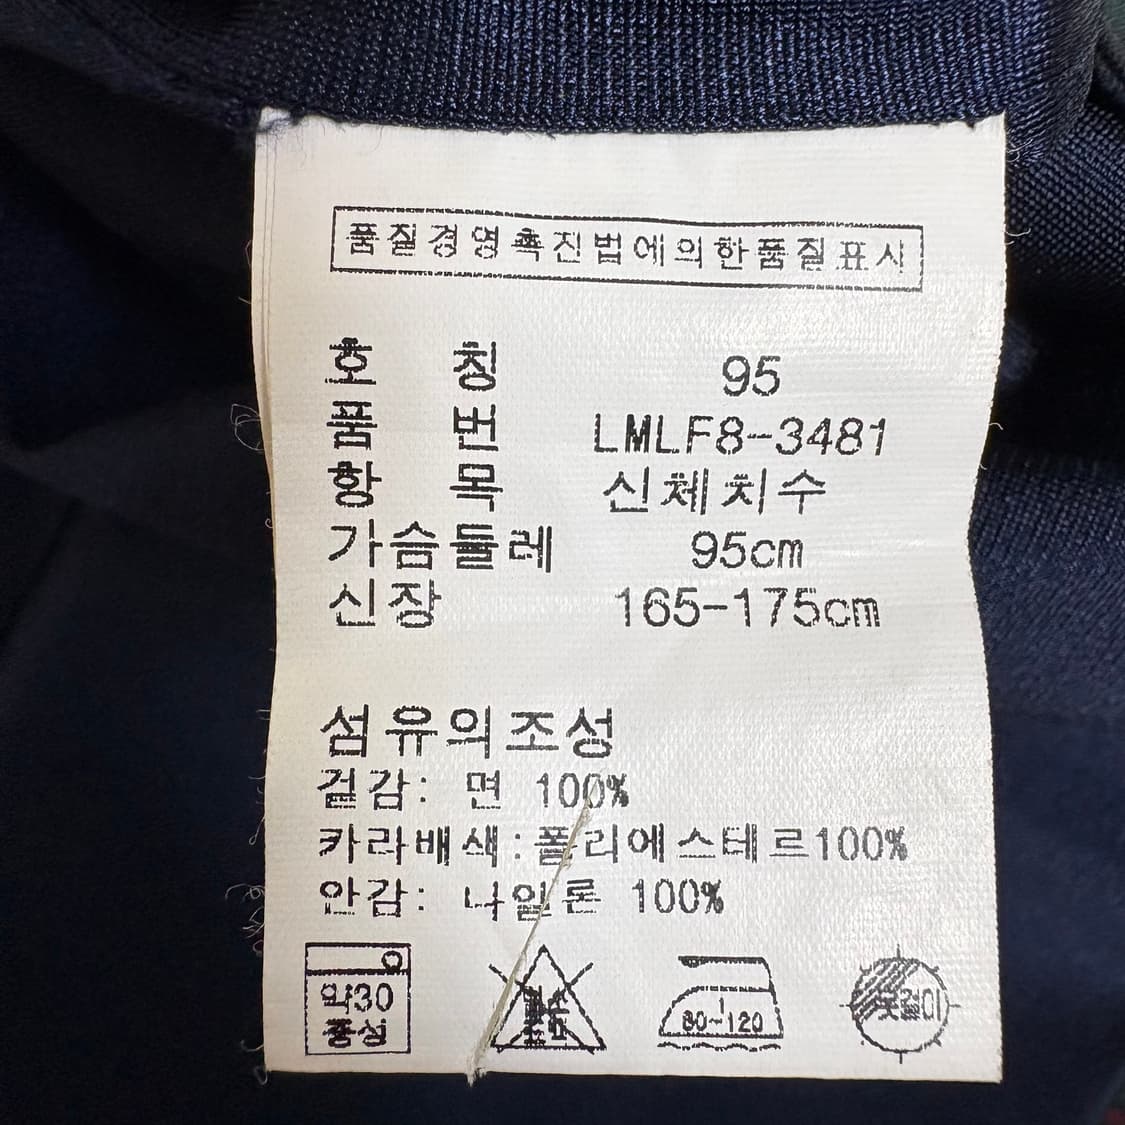 품질경영촉진법에의한품질표시
호 칭 95
품 번 LMLF8-3481
항 목 신체치수
가슴둘레 95cm
신장 165-175cm
섬유의조성
겉감: 면 100%
카라배색:폴리에스테르100%
안감: 나일론 100%
약30
중성
80~120
옷걸이